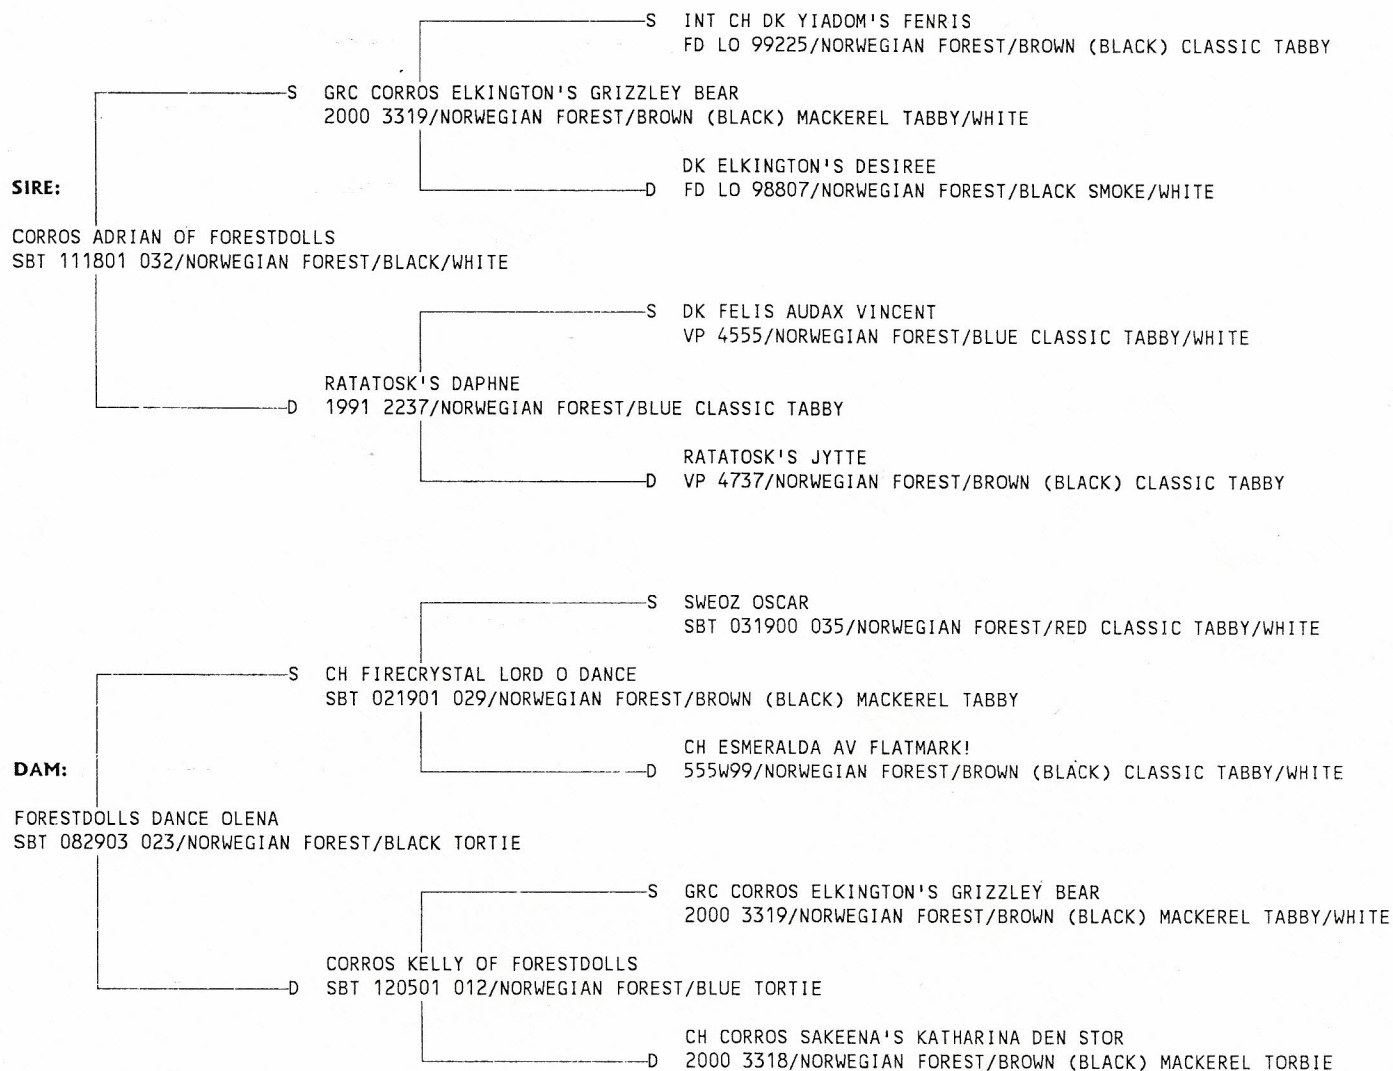 S INT CH DK YIADOM'S FENRIS
FD LO 99225/NORWEGIAN FOREST/BROWN (BLACK) CLASSIC TABBY
S GRC CORROS ELKINGTON'S GRIZZLEY BEAR
2000 3319/NORWEGIAN FOREST/BROWN (BLACK) MACKEREL TABBY/WHITE
DK ELKINGTON'S DESIREE
D FD LO 98807/NORWEGIAN FOREST/BLACK SMOKE/WHITE
SIRE:
CORROS ADRIAN OF FORESTDOLLS
SBT 111801 032/NORWEGIAN FOREST/BLACK/WHITE
S DK FELIS AUDAX VINCENT
VP 4555/NORWEGIAN FOREST/BLUE CLASSIC TABBY/WHITE
RATATOSK'S DAPHNE
D 1991 2237/NORWEGIAN FOREST/BLUE CLASSIC TABBY
RATATOSK'S JYTTE
D VP 4737/NORWEGIAN FOREST/BROWN (BLACK) CLASSIC TABBY
S SWEOZ OSCAR
SBT 031900 035/NORWEGIAN FOREST/RED CLASSIC TABBY/WHITE
S CH FIRECRYSTAL LORD O DANCE
SBT 021901 029/NORWEGIAN FOREST/BROWN (BLACK) MACKEREL TABBY
CH ESMERALDA AV FLATMARK!
D 555W99/NORWEGIAN FOREST/BROWN (BLACK) CLASSIC TABBY/WHITE
DAM:
FORESTDOLLS DANCE OLENA
SBT 082903 023/NORWEGIAN FOREST/BLACK TORTIE
S GRC CORROS ELKINGTON'S GRIZZLEY BEAR
2000 3319/NORWEGIAN FOREST/BROWN (BLACK) MACKEREL TABBY/WHITE
CORROS KELLY OF FORESTDOLLS
D SBT 120501 012/NORWEGIAN FOREST/BLUE TORTIE
CH CORROS SAKEENA'S KATHARINA DEN STOR
D 2000 3318/NORWEGIAN FOREST/BROWN (BLACK) MACKEREL TORBIE